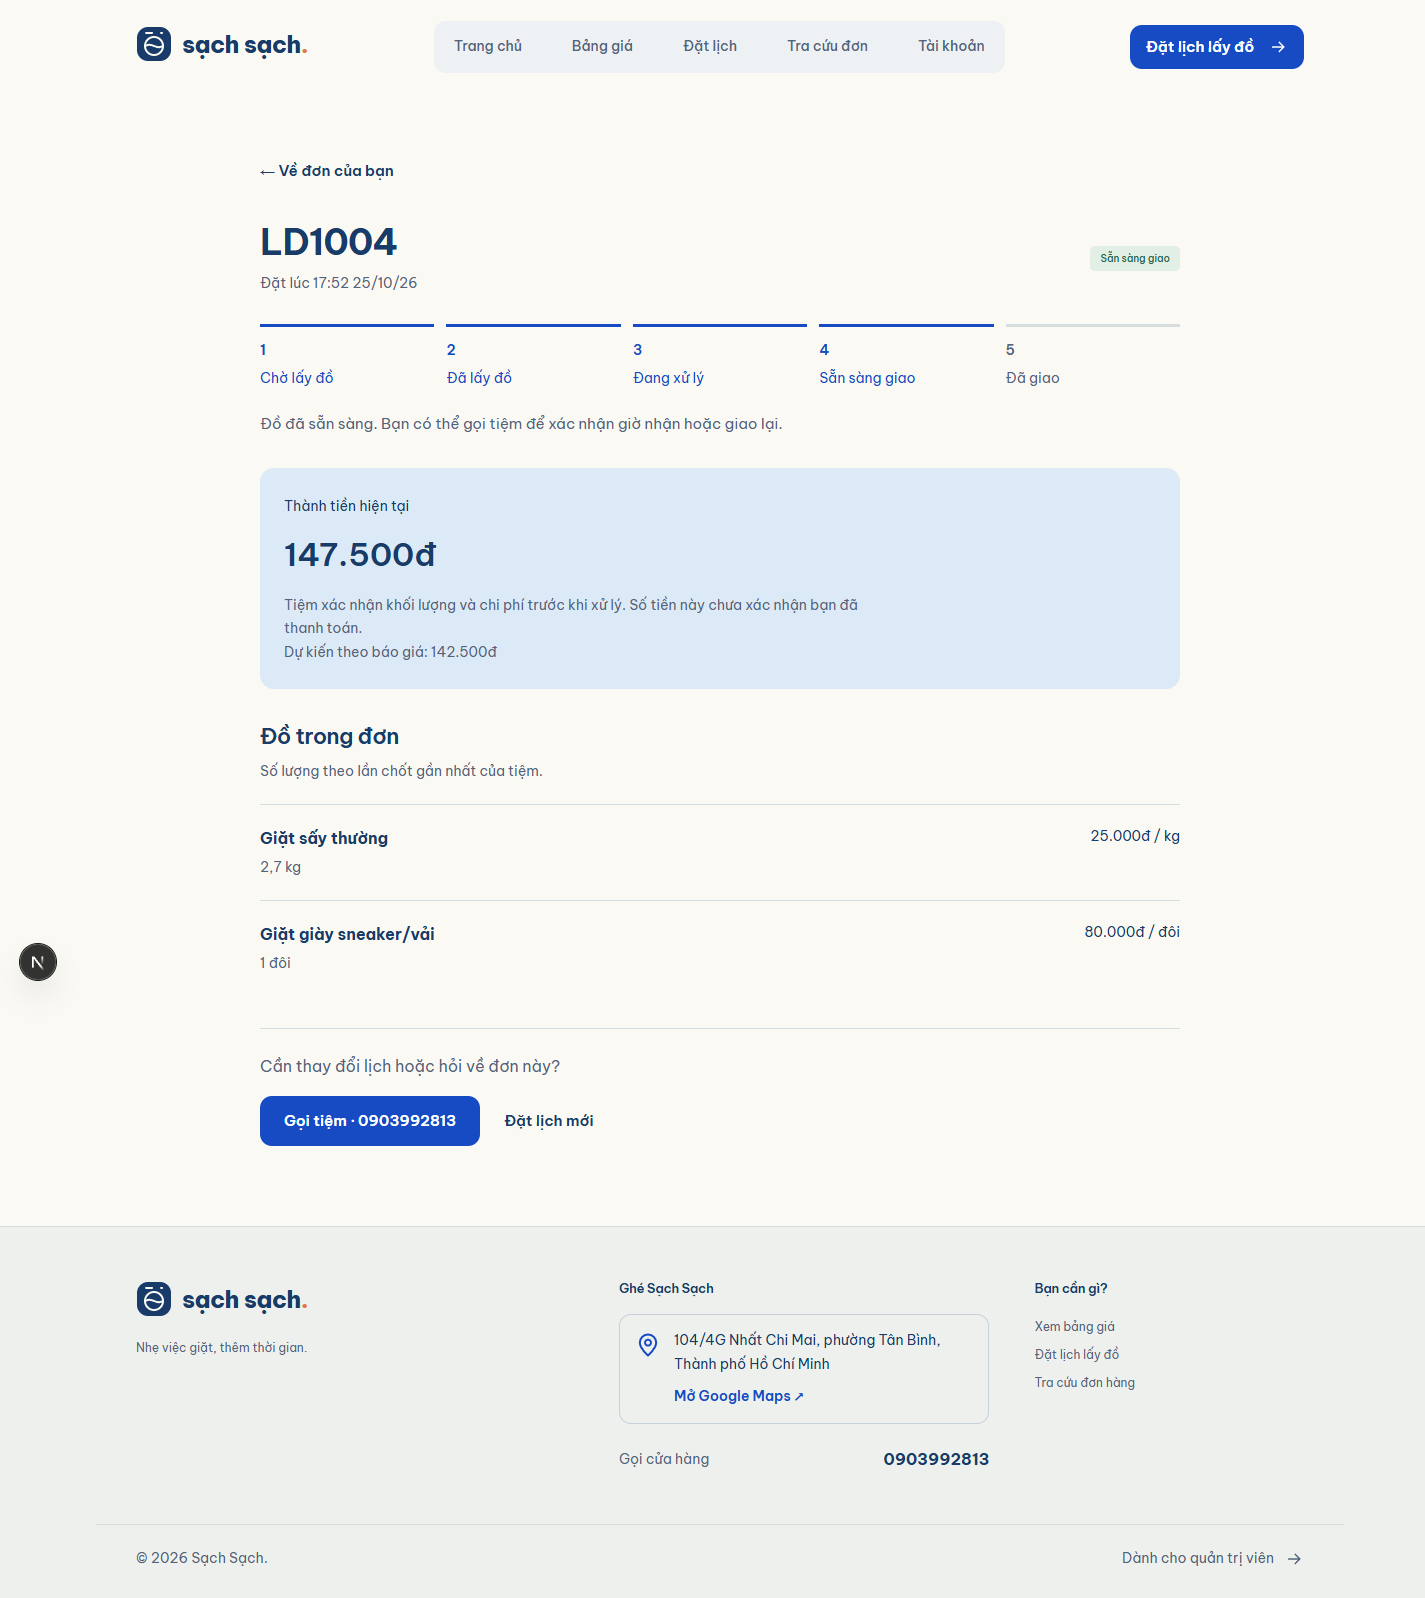 sạch sạch.
Trang chủ
Bảng giá
Đặt lịch
Tra cứu đơn
Tài khoản
Đặt lịch lấy đồ →
← Về đơn của bạn
LD1004
Sẵn sàng giao
Đặt lúc 17:52 25/10/26
1
2
3
4
5
Chờ lấy đồ
Đã lấy đồ
Đang xử lý
Sẵn sàng giao
Đã giao
Đồ đã sẵn sàng. Bạn có thể gọi tiệm để xác nhận giờ nhận hoặc giao lại.
Thành tiền hiện tại
147.500đ
Tiệm xác nhận khối lượng và chi phí trước khi xử lý. Số tiền này chưa xác nhận bạn đã
thanh toán.
Dự kiến theo báo giá: 142.500đ
Đồ trong đơn
Số lượng theo lần chốt gần nhất của tiệm.
Giặt sấy thường
25.000đ / kg
2,7 kg
Giặt giày sneaker/vải
80.000đ / đôi
1 đôi
N
Cần thay đổi lịch hoặc hỏi về đơn này?
Gọi tiệm · 0903992813
Đặt lịch mới
sạch sạch.
Nhẹ việc giặt, thêm thời gian.
Ghé Sạch Sạch
104/4G Nhất Chi Mai, phường Tân Bình,
Thành phố Hồ Chí Minh
Mở Google Maps ↗
Gọi cửa hàng
0903992813
Bạn cần gì?
Xem bảng giá
Đặt lịch lấy đồ
Tra cứu đơn hàng
© 2026 Sạch Sạch.
Dành cho quản trị viên →